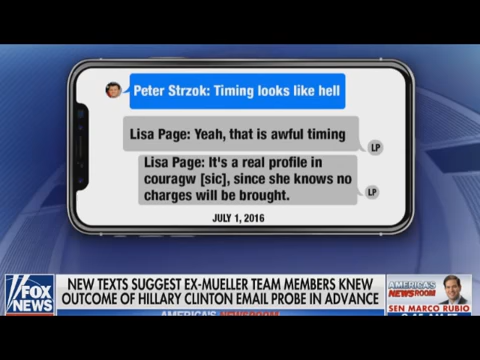 Peter Strzok: Timing looks like hell
Lisa Page: Yeah, that is awful timing
LP
Lisa Page: It's a real profile in
couragw [sic], since she knows no
charges will be brought.
LP
JULY 1, 2016
FOX
NEWS
NEW TEXTS SUGGEST EX-MUELLER TEAM MEMBERS KNEW
OUTCOME OF HILLARY CLINTON EMAIL PROBE IN ADVANCE
AMERICA'S
NEWSROOM
SEN MARCO RUBIO
AMERICA'S NEWSROOM